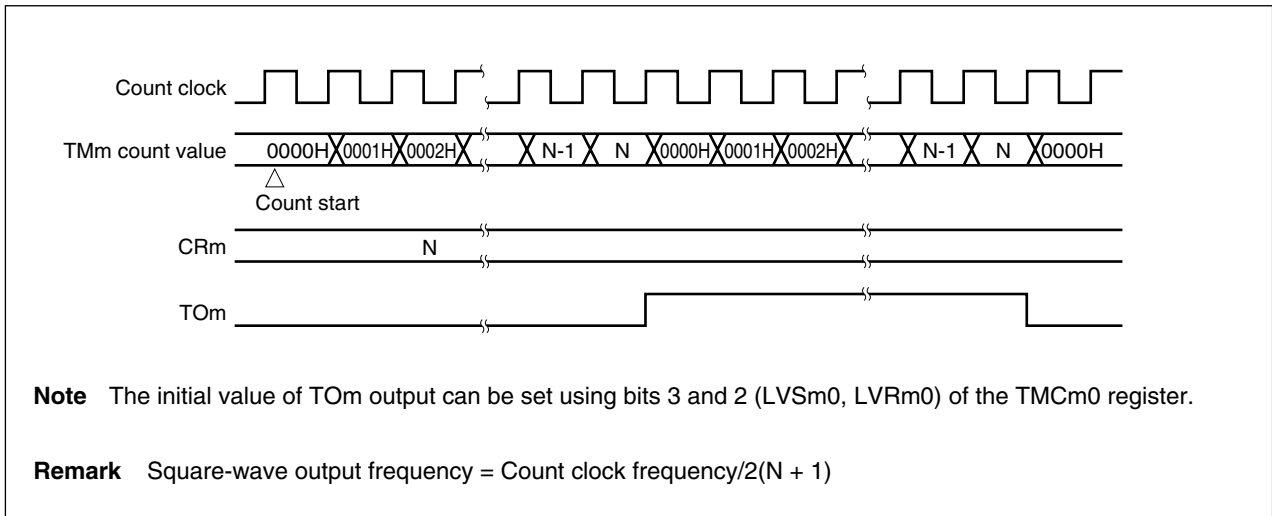 Count clock
TMm count value 0000H 0001H 0002H N-1 N 0000H 0001H 0002H N-1 N 0000H
Count start
CRm N
TOm
Note The initial value of TOm output can be set using bits 3 and 2 (LVSm0, LVRm0) of the TMCm0 register.
Remark Square-wave output frequency = Count clock frequency/2(N + 1)